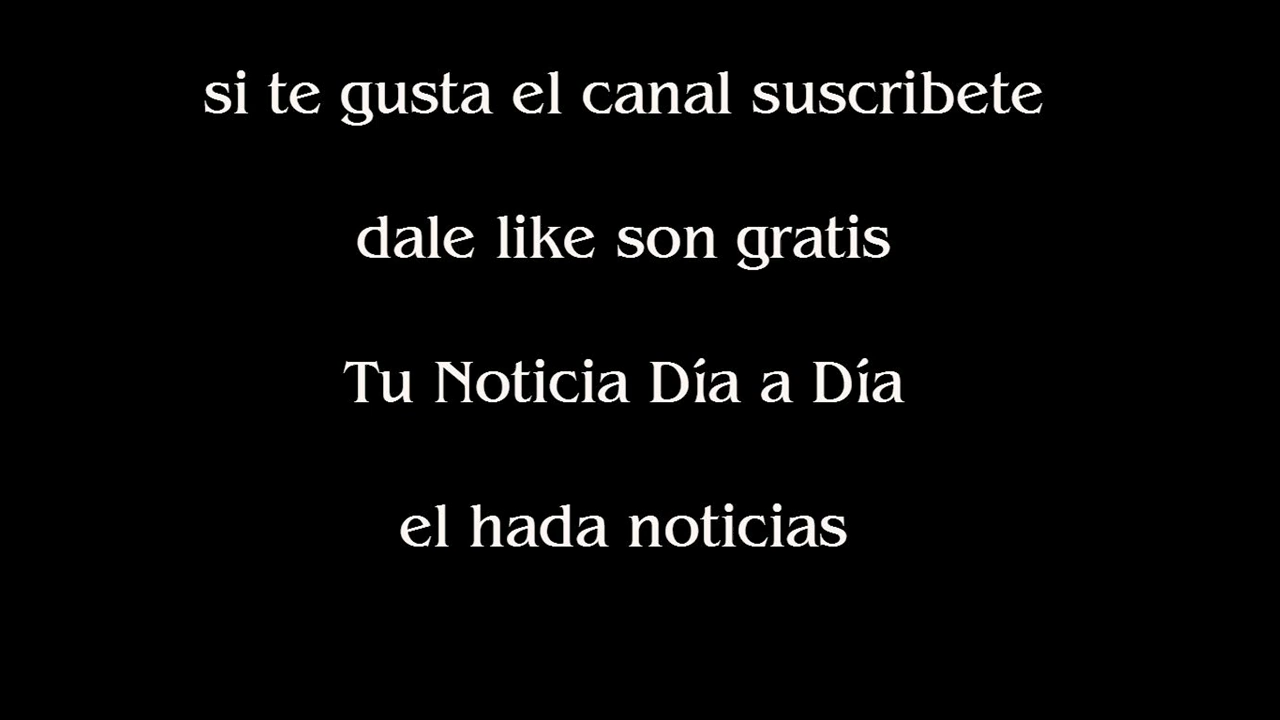 si te gusta el canal suscribete
dale like son gratis
Tu Noticia Día a Día
el hada noticias